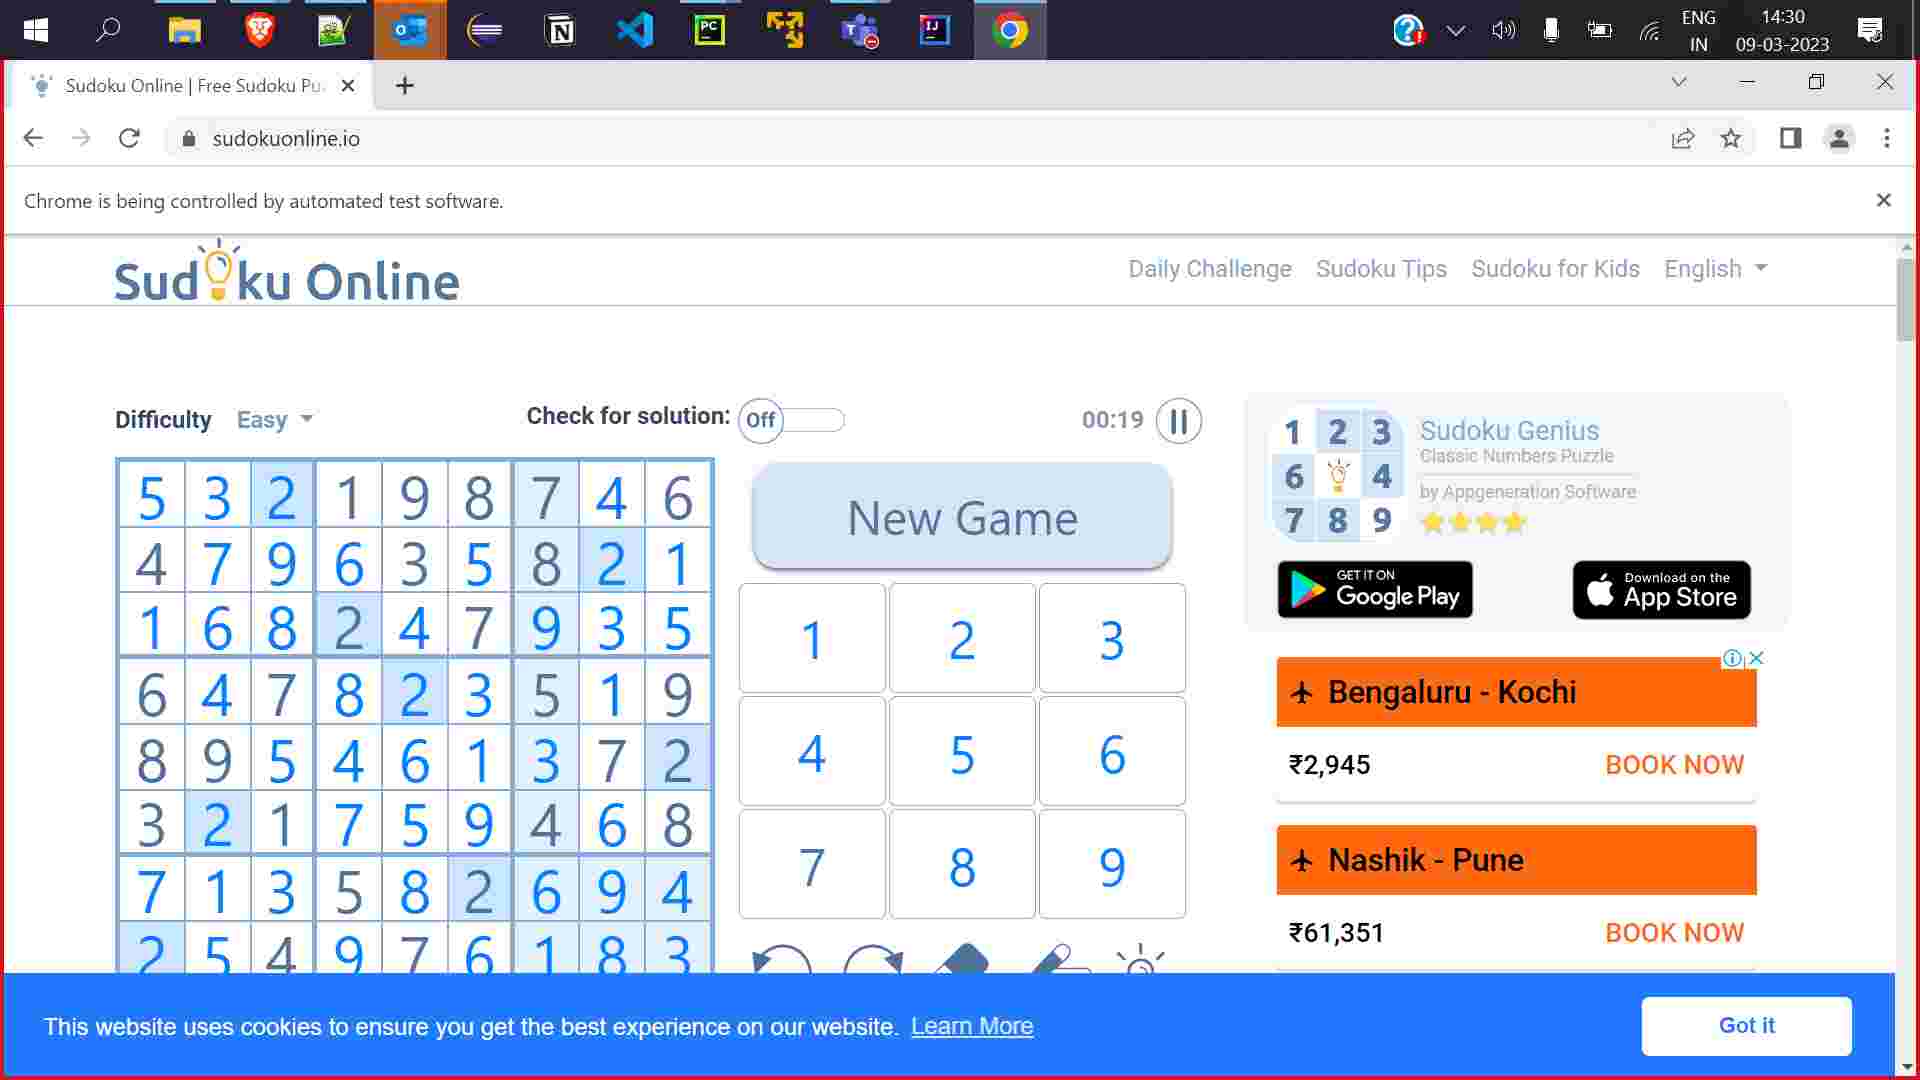 ENG
IN
14:30
09-03-2023
Sudoku Online | Free Sudoku Pu
sudokuonline.io
Chrome is being controlled by automated test software.
Sudoku Online
Daily Challenge Sudoku Tips Sudoku for Kids English
Difficulty Easy Check for solution: Off 00:19
5 3 2 1 9 8 7 4 6
4 7 9 6 3 5 8 2 1
1 6 8 2 4 7 9 3 5
6 4 7 8 2 3 5 1 9
8 9 5 4 6 1 3 7 2
3 2 1 7 5 9 4 6 8
7 1 3 5 8 2 6 9 4
2 5 4 9 7 6 1 8 3
New Game
1 2 3
4 5 6
7 8 9
1 2 3
6 4
7 8 9
Sudoku Genius
Classic Numbers Puzzle
by Appgeneration Software
GET IT ON
Google Play
Download on the
App Store
Bengaluru - Kochi
₹2,945 BOOK NOW
Nashik - Pune
₹61,351 BOOK NOW
This website uses cookies to ensure you get the best experience on our website. Learn More
Got it